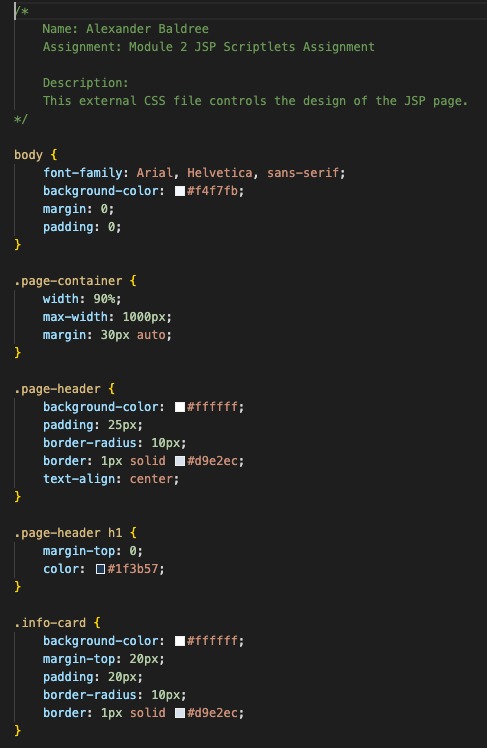 /*
    Name: Alexander Baldree
    Assignment: Module 2 JSP Scriptlets Assignment

    Description:
    This external CSS file controls the design of the JSP page.
*/

body {
    font-family: Arial, Helvetica, sans-serif;
    background-color: #f4f7fb;
    margin: 0;
    padding: 0;
}

.page-container {
    width: 90%;
    max-width: 1000px;
    margin: 30px auto;
}

.page-header {
    background-color: #ffffff;
    padding: 25px;
    border-radius: 10px;
    border: 1px solid #d9e2ec;
    text-align: center;
}

.page-header h1 {
    margin-top: 0;
    color: #1f3b57;
}

.info-card {
    background-color: #ffffff;
    margin-top: 20px;
    padding: 20px;
    border-radius: 10px;
    border: 1px solid #d9e2ec;
}